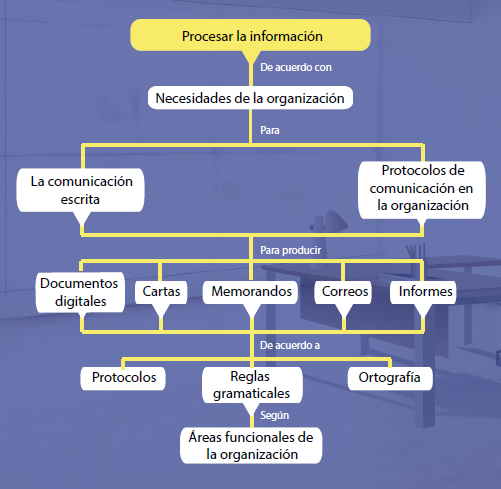 Procesar la información
De acuerdo con
Necesidades de la organización
Para
La comunicación
escrita
Protocolos de
comunicación en
la organización
Para producir
Documentos
digitales
Cartas
Memorandos
Correos
Informes
De acuerdo a
Protocolos
Reglas
gramaticales
Ortografía
Según
Áreas funcionales de
la organización